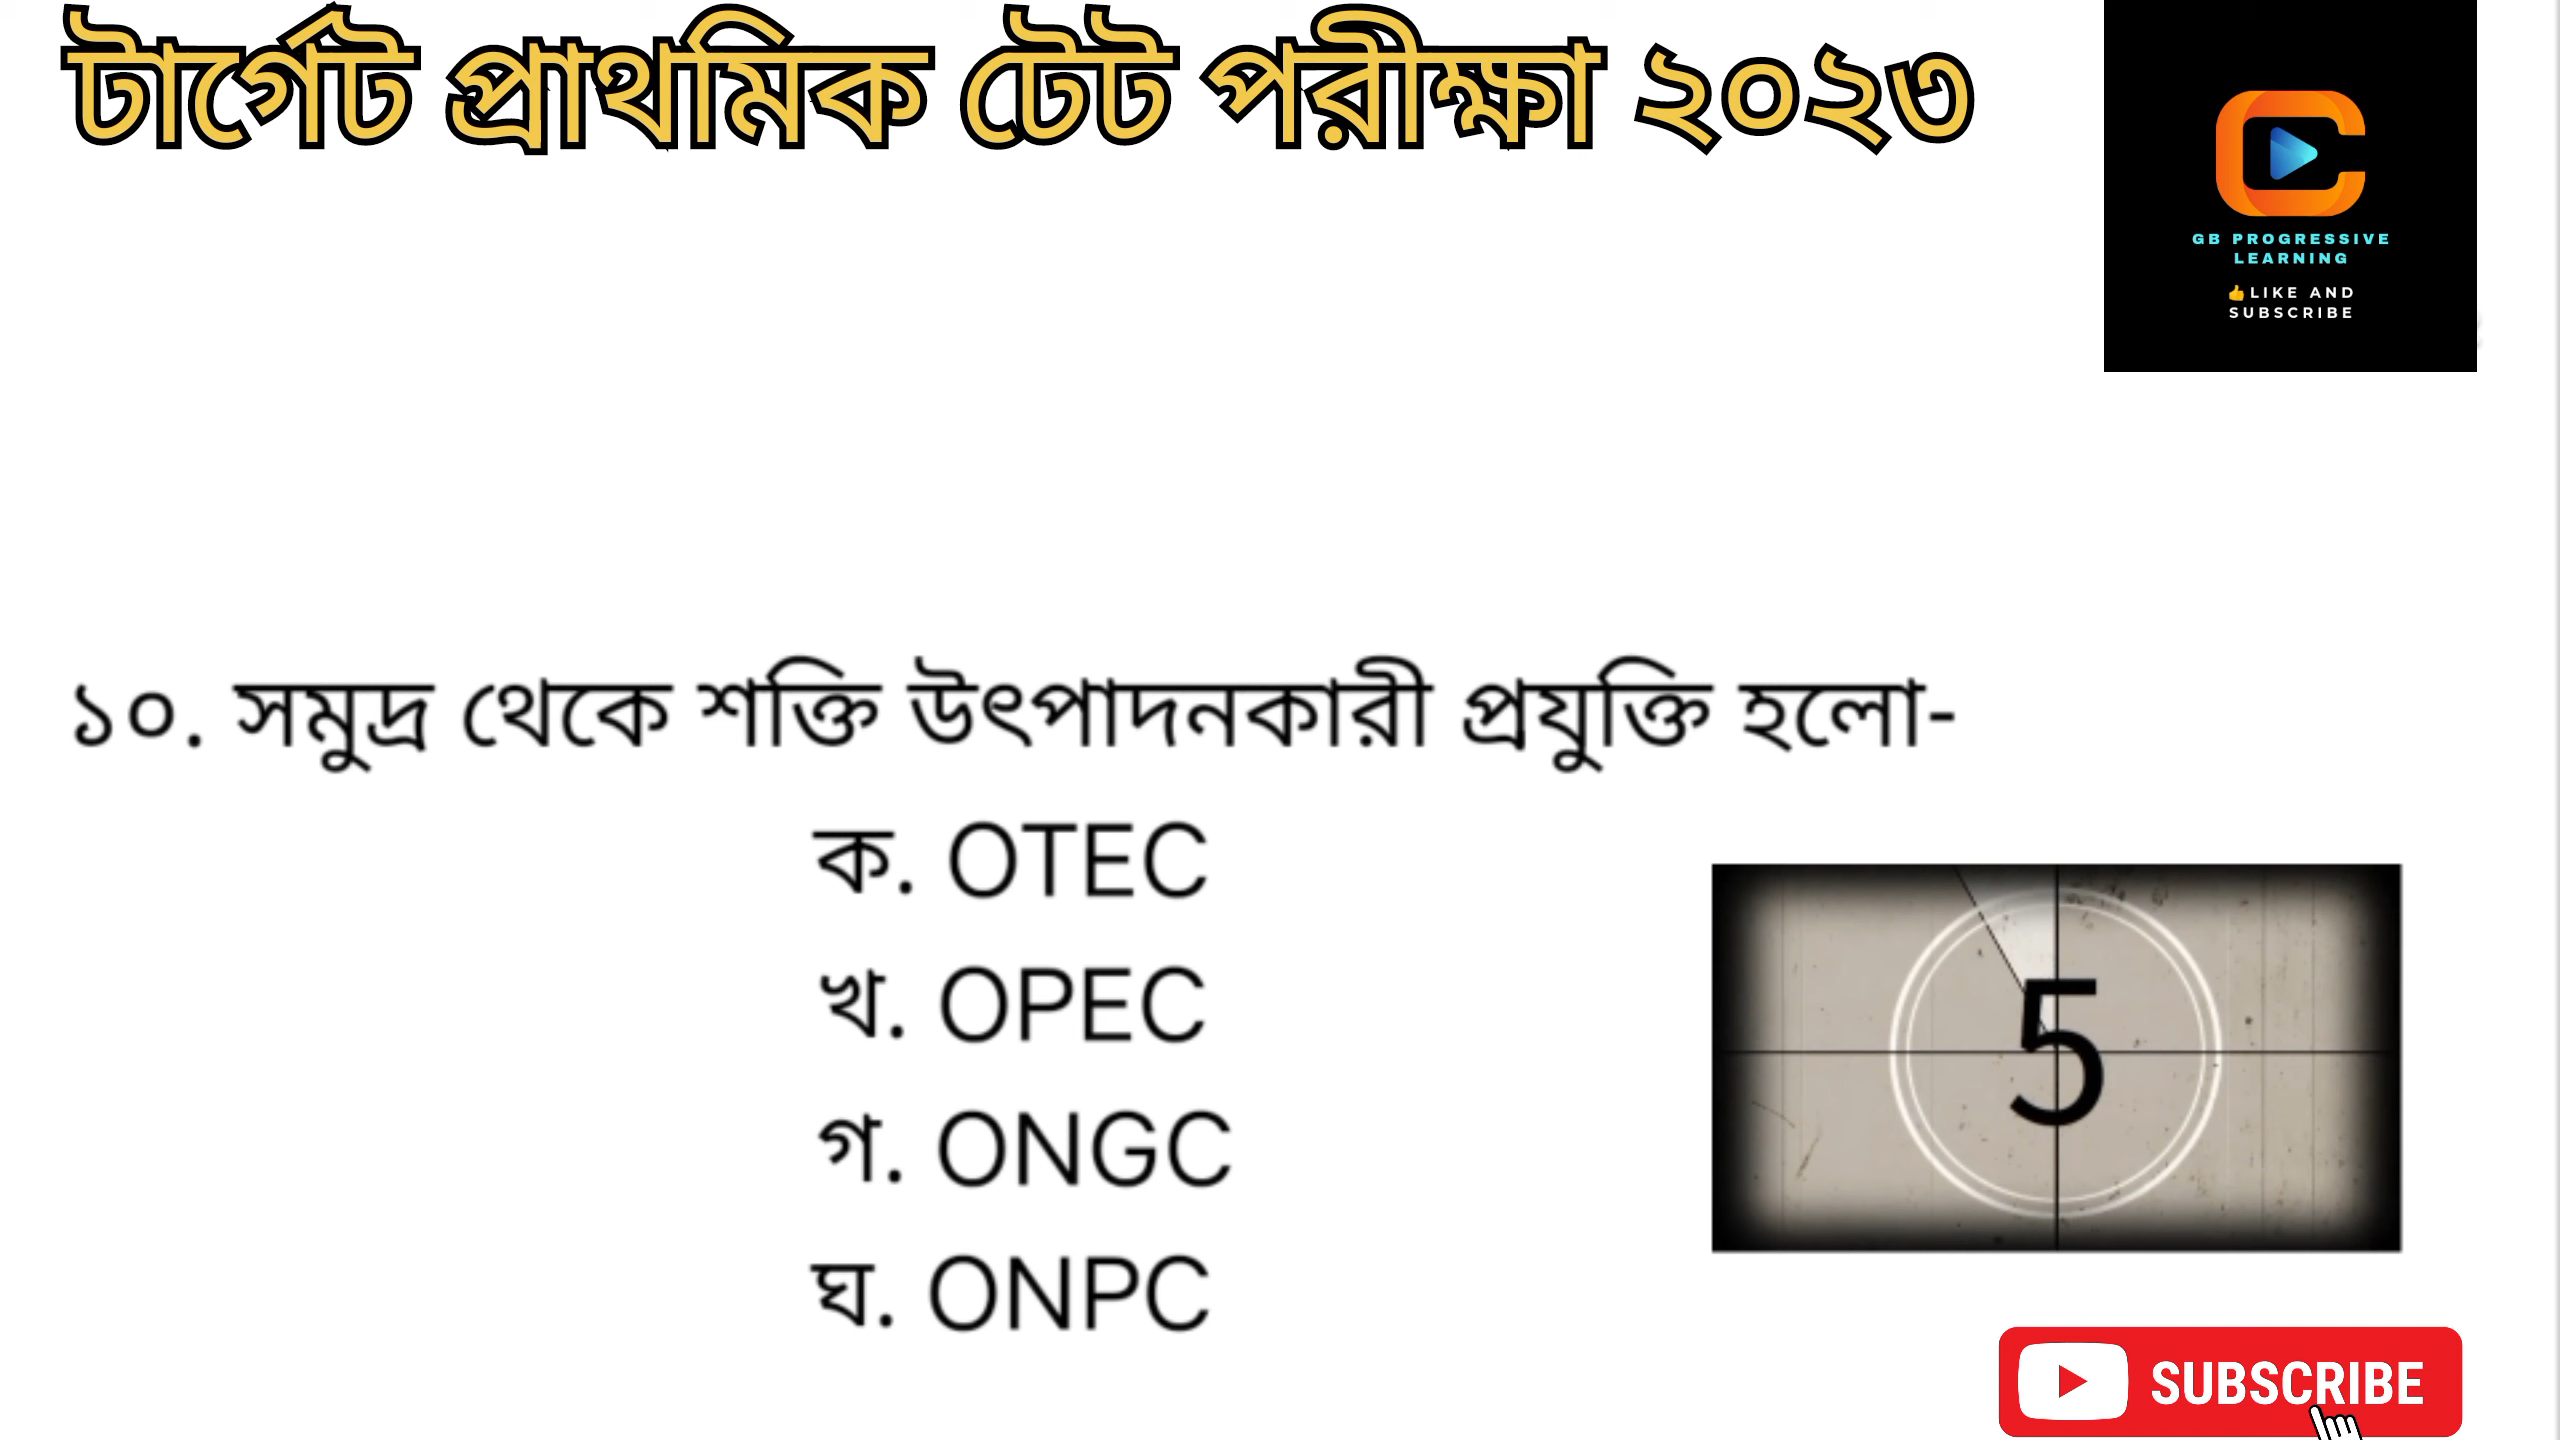 টার্গেট প্রাথমিক টেট পরীক্ষা ২০২৩
GB PROGRESSIVE
LEARNING
👍LIKE AND
SUBSCRIBE
১০. সমুদ্র থেকে শক্তি উৎপাদনকারী প্রযুক্তি হলো-
ক. OTEC
খ. OPEC
গ. ONGC
ঘ. ONPC
5
SUBSCRIBE